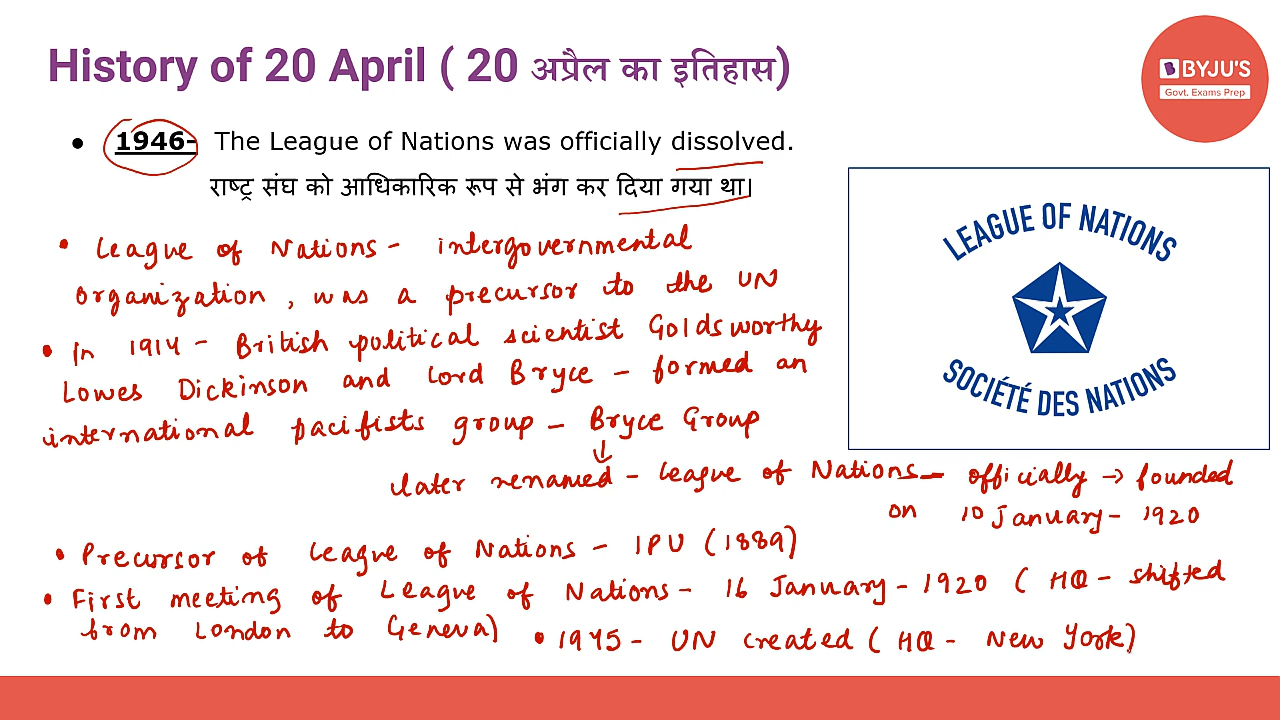 History of 20 April ( 20 अप्रैल का इतिहास)
BYJU'S
Govt. Exams Prep
• 1946- The League of Nations was officially dissolved.
राष्ट्र संघ को आधिकारिक रूप से भंग कर दिया गया था।
• League of Nations - intergovernmental
organization, was a precursor to the UN
• In 1914 - British political scientist Goldsworthy
Lowes Dickinson and Lord Bryce - formed an
international pacifists group - Bryce Group
↓
later renamed - League of Nations - officially → founded
on 10 January - 1920
• Precursor of League of Nations - IPU (1889)
• First meeting of League of Nations - 16 January - 1920 ( HQ - shifted
from London to Geneva)
• 1945 - UN created ( HQ - New York)
LEAGUE OF NATIONS
SOCIÉTÉ DES NATIONS